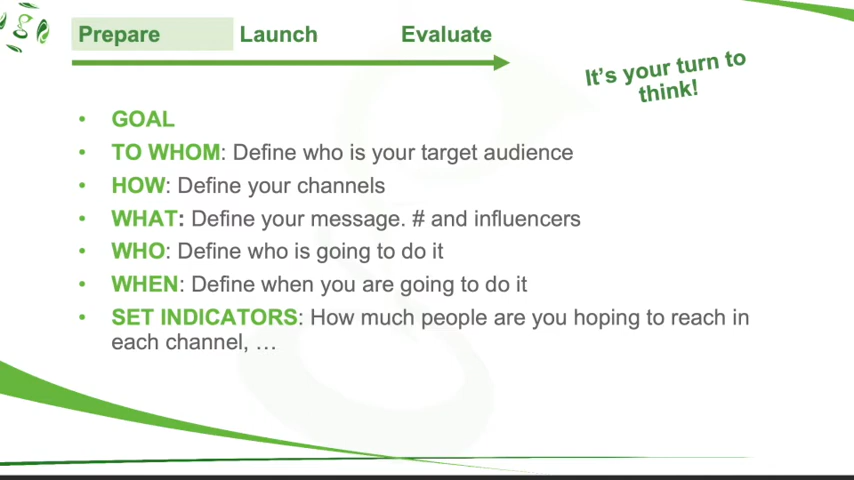 Prepare Launch Evaluate
It's your turn to
think!
• GOAL
• TO WHOM: Define who is your target audience
• HOW: Define your channels
• WHAT: Define your message. # and influencers
• WHO: Define who is going to do it
• WHEN: Define when you are going to do it
• SET INDICATORS: How much people are you hoping to reach in
each channel, …